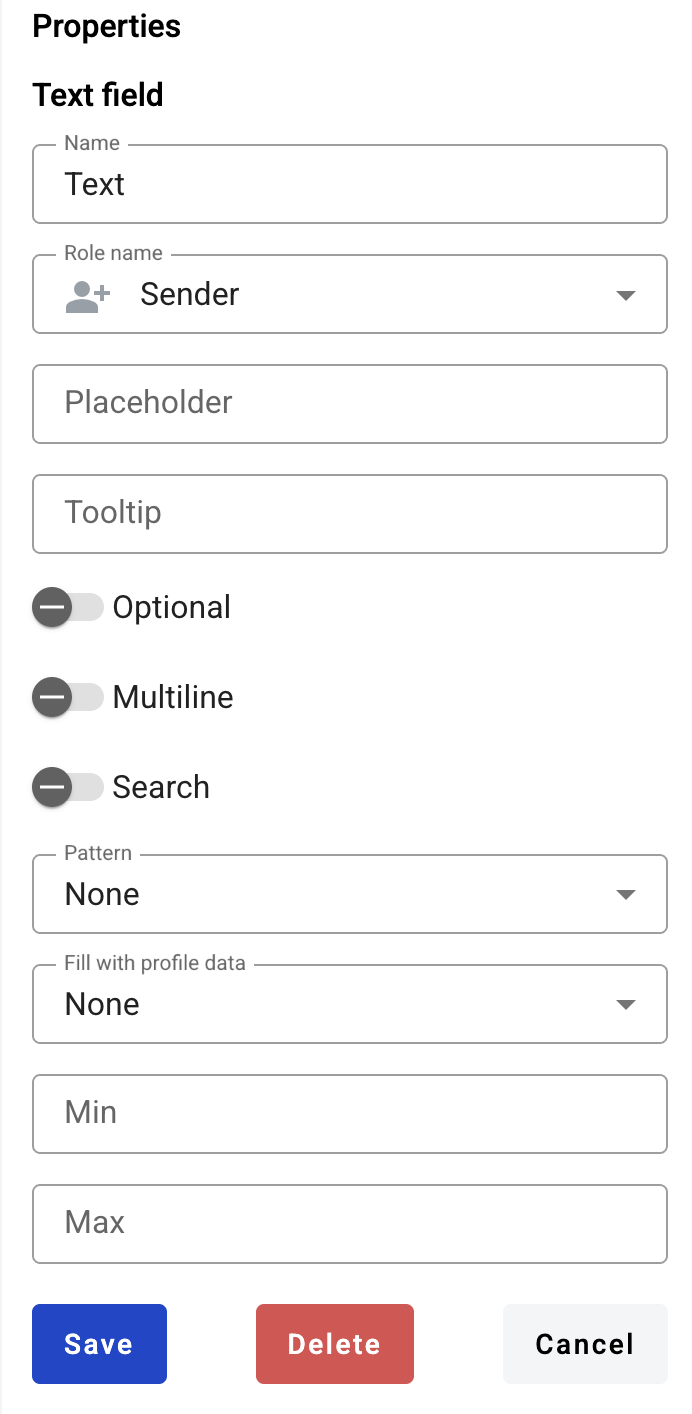 Properties
Text field
Name
Text
Role name
Sender
Placeholder
Tooltip
Optional
Multiline
Search
Pattern
None
Fill with profile data
None
Min
Max
Save Delete Cancel